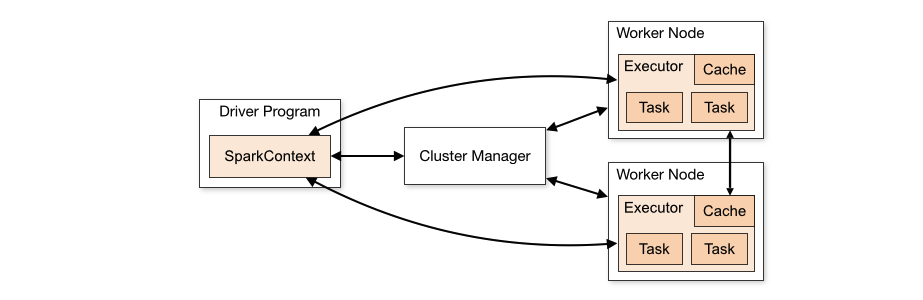 Worker Node
Executor
Cache
Task
Task
Driver Program
SparkContext
Cluster Manager
Worker Node
Executor
Cache
Task
Task